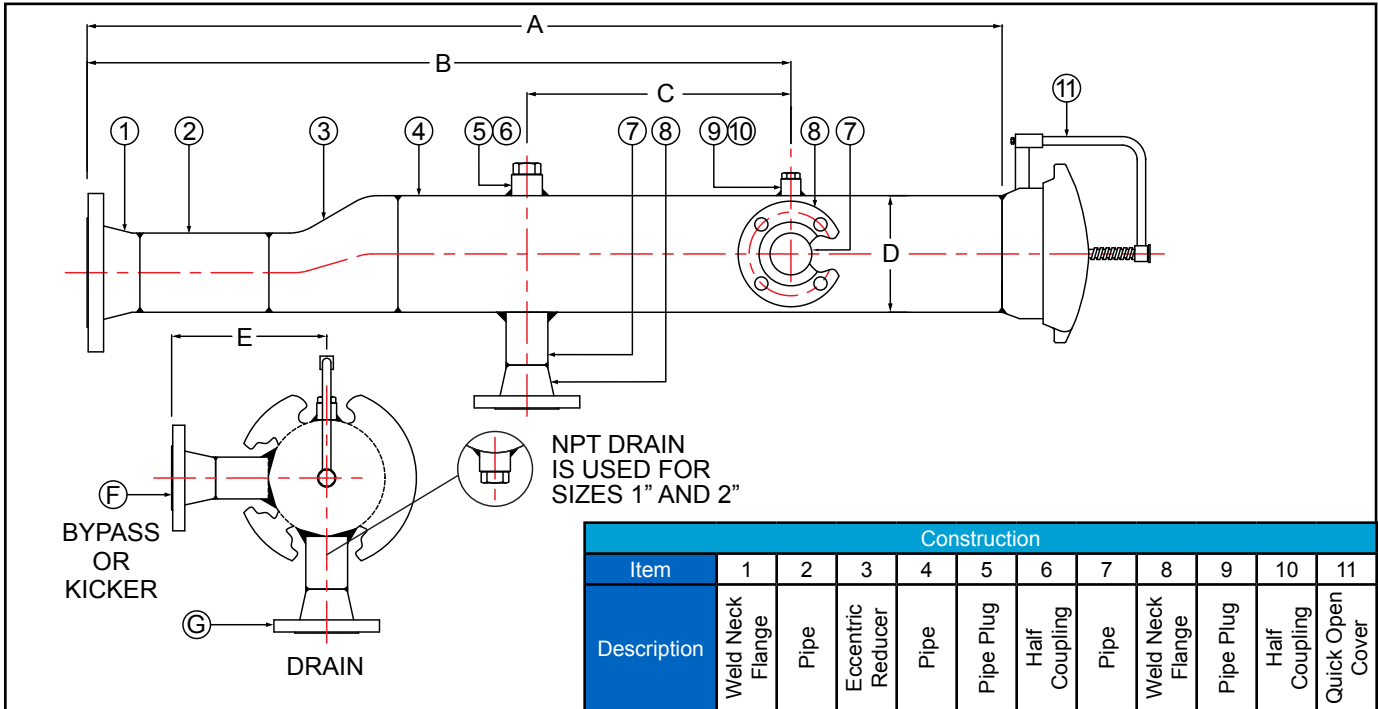 A
B
C
11
1
2
3
4
5 6
7
8
9 10
8
7
D
E
NPT DRAIN
IS USED FOR
SIZES 1” AND 2”
F
BYPASS
OR
KICKER
G
DRAIN
Construction
Item 1 2 3 4 5 6 7 8 9 10 11
Description
Weld Neck
Flange
Pipe
Eccentric
Reducer
Pipe
Pipe Plug
Half
Coupling
Pipe
Weld Neck
Flange
Pipe Plug
Half
Coupling
Quick Open
Cover